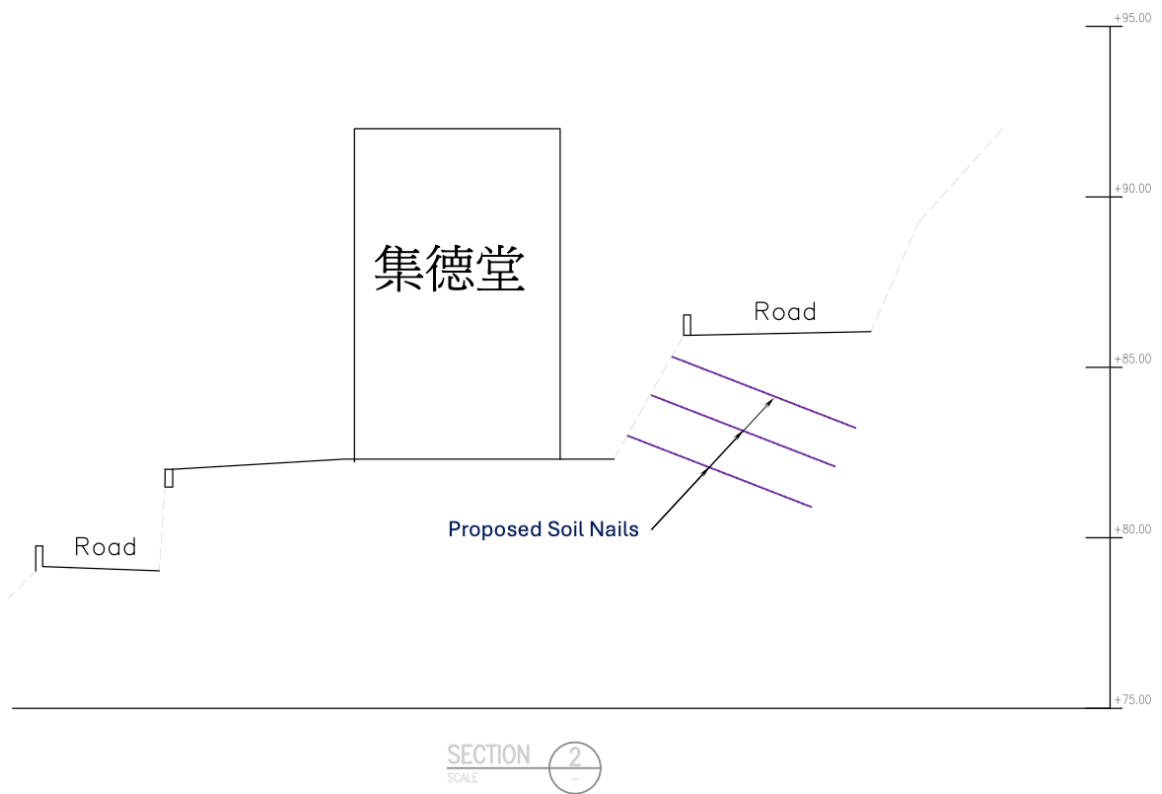 +95.00
+90.00
集德堂
Road
+85.00
Proposed Soil Nails
+80.00
Road
+75.00
SECTION 2
SCALE –